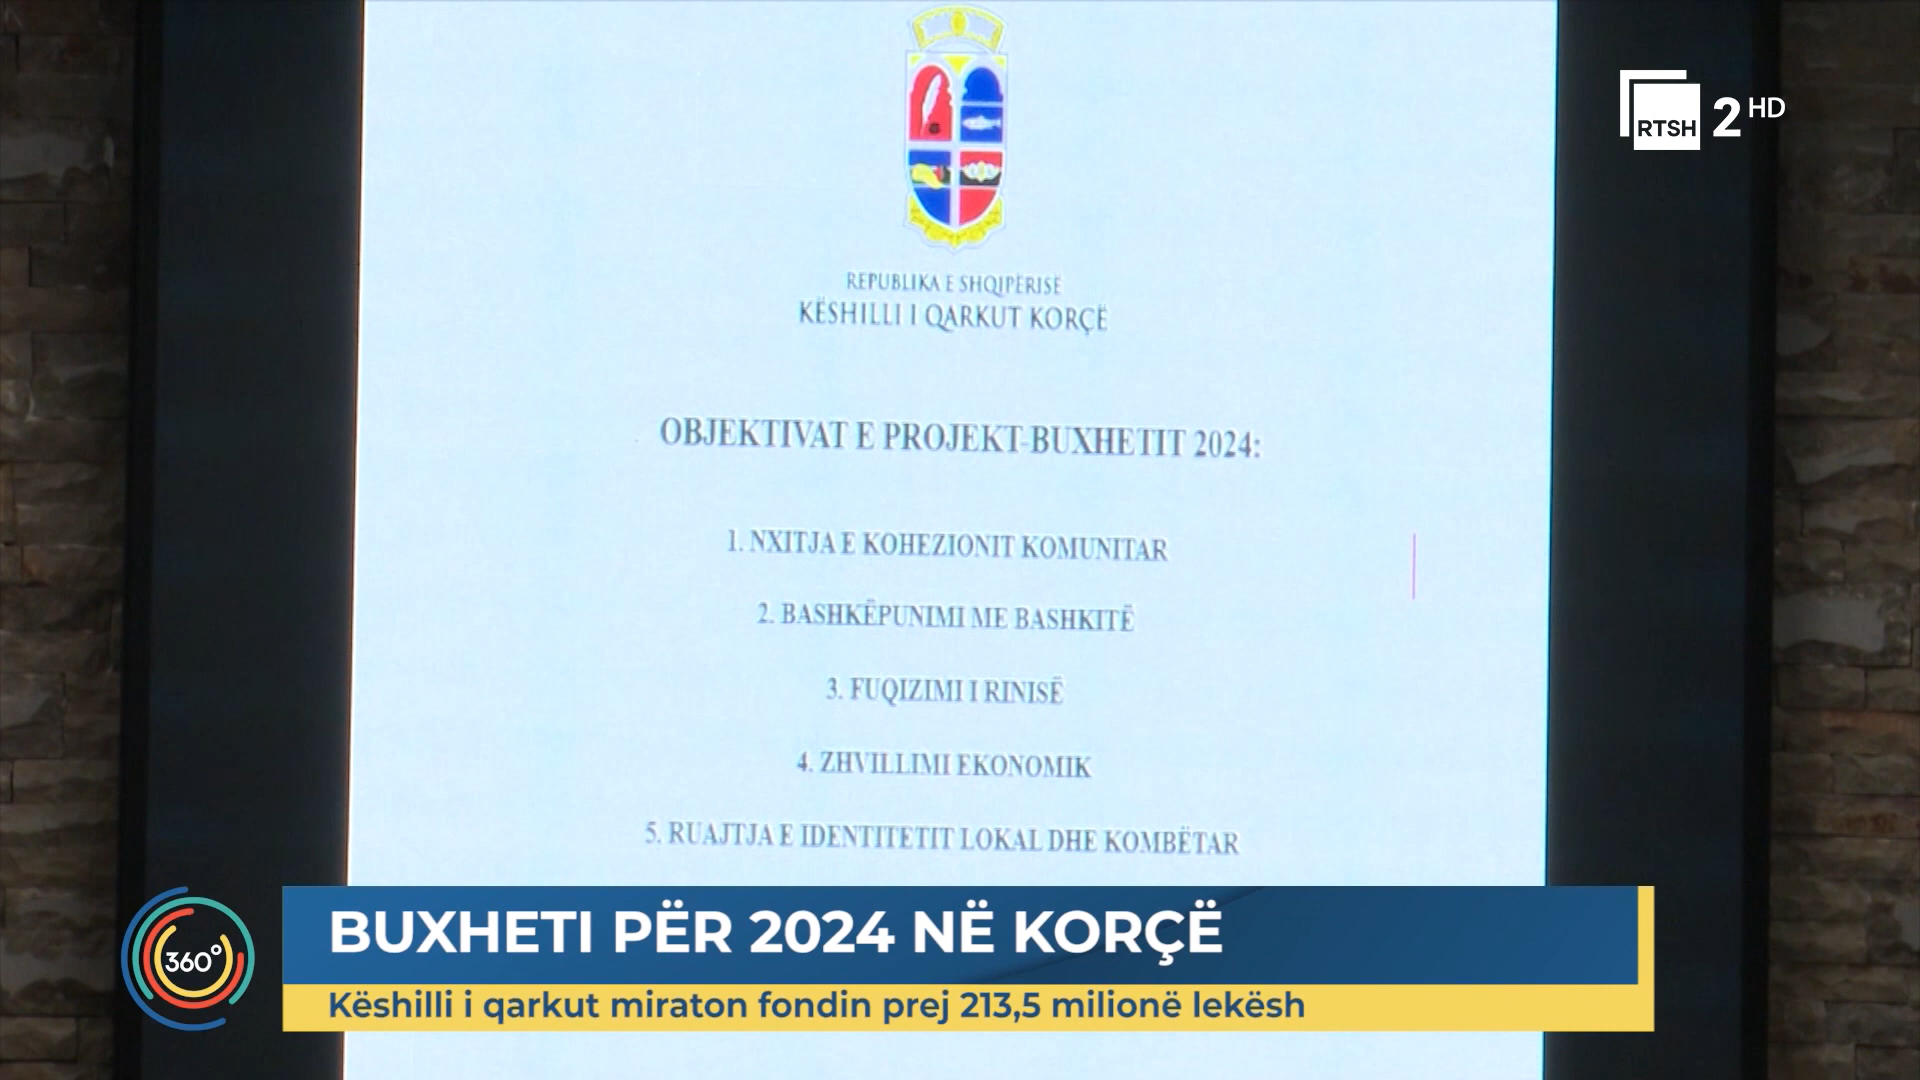 RTSH 2 HD
REPUBLIKA E SHQIPËRISË
KËSHILLI I QARKUT KORÇË
OBJEKTIVAT E PROJEKT-BUXHETIT 2024:
1. NXITJA E KOHEZIONIT KOMUNITAR
2. BASHKËPUNIMI ME BASHKITË
3. FUQIZIMI I RINISË
4. ZHVILLIMI EKONOMIK
5. RUAJTJA E IDENTITETIT LOKAL DHE KOMBËTAR
360°
BUXHETI PËR 2024 NË KORÇË
Këshilli i qarkut miraton fondin prej 213,5 milionë lekësh